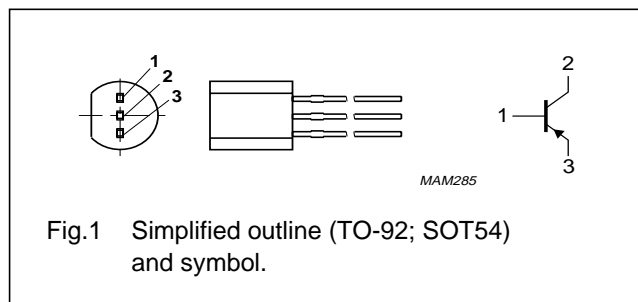 1
2
3
2
1
3
MAM285
Fig.1 Simplified outline (TO-92; SOT54)
and symbol.